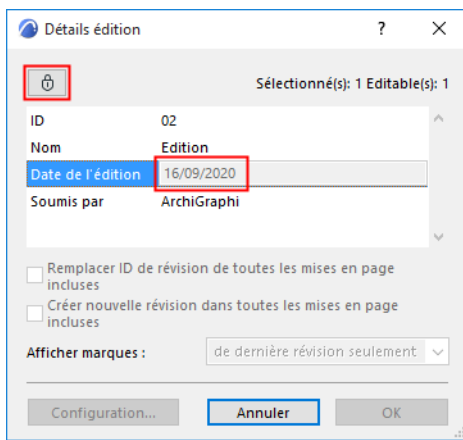 Détails édition ? ×
Sélectionné(s): 1 Editable(s): 1
ID 02
Nom Edition
Date de l'édition 16/09/2020
Soumis par ArchiGraphi
Remplacer ID de révision de toutes les mises en page
incluses
Créer nouvelle révision dans toutes les mises en page
incluses
Afficher marques : de dernière révision seulement
Configuration... Annuler OK